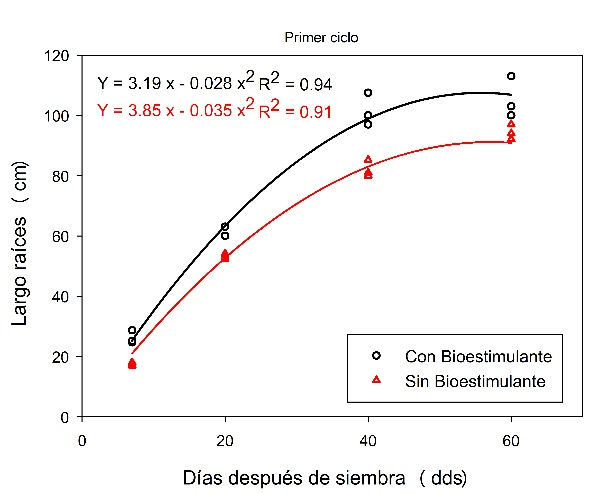 Primer ciclo
Y = 3.19 x - 0.028 x² R² = 0.94
Y = 3.85 x - 0.035 x² R² = 0.91
120
100
80
60
40
20
0
Largo raíces ( cm)
Con Bioestimulante
Sin Bioestimulante
0 20 40 60
Días después de siembra ( dds)